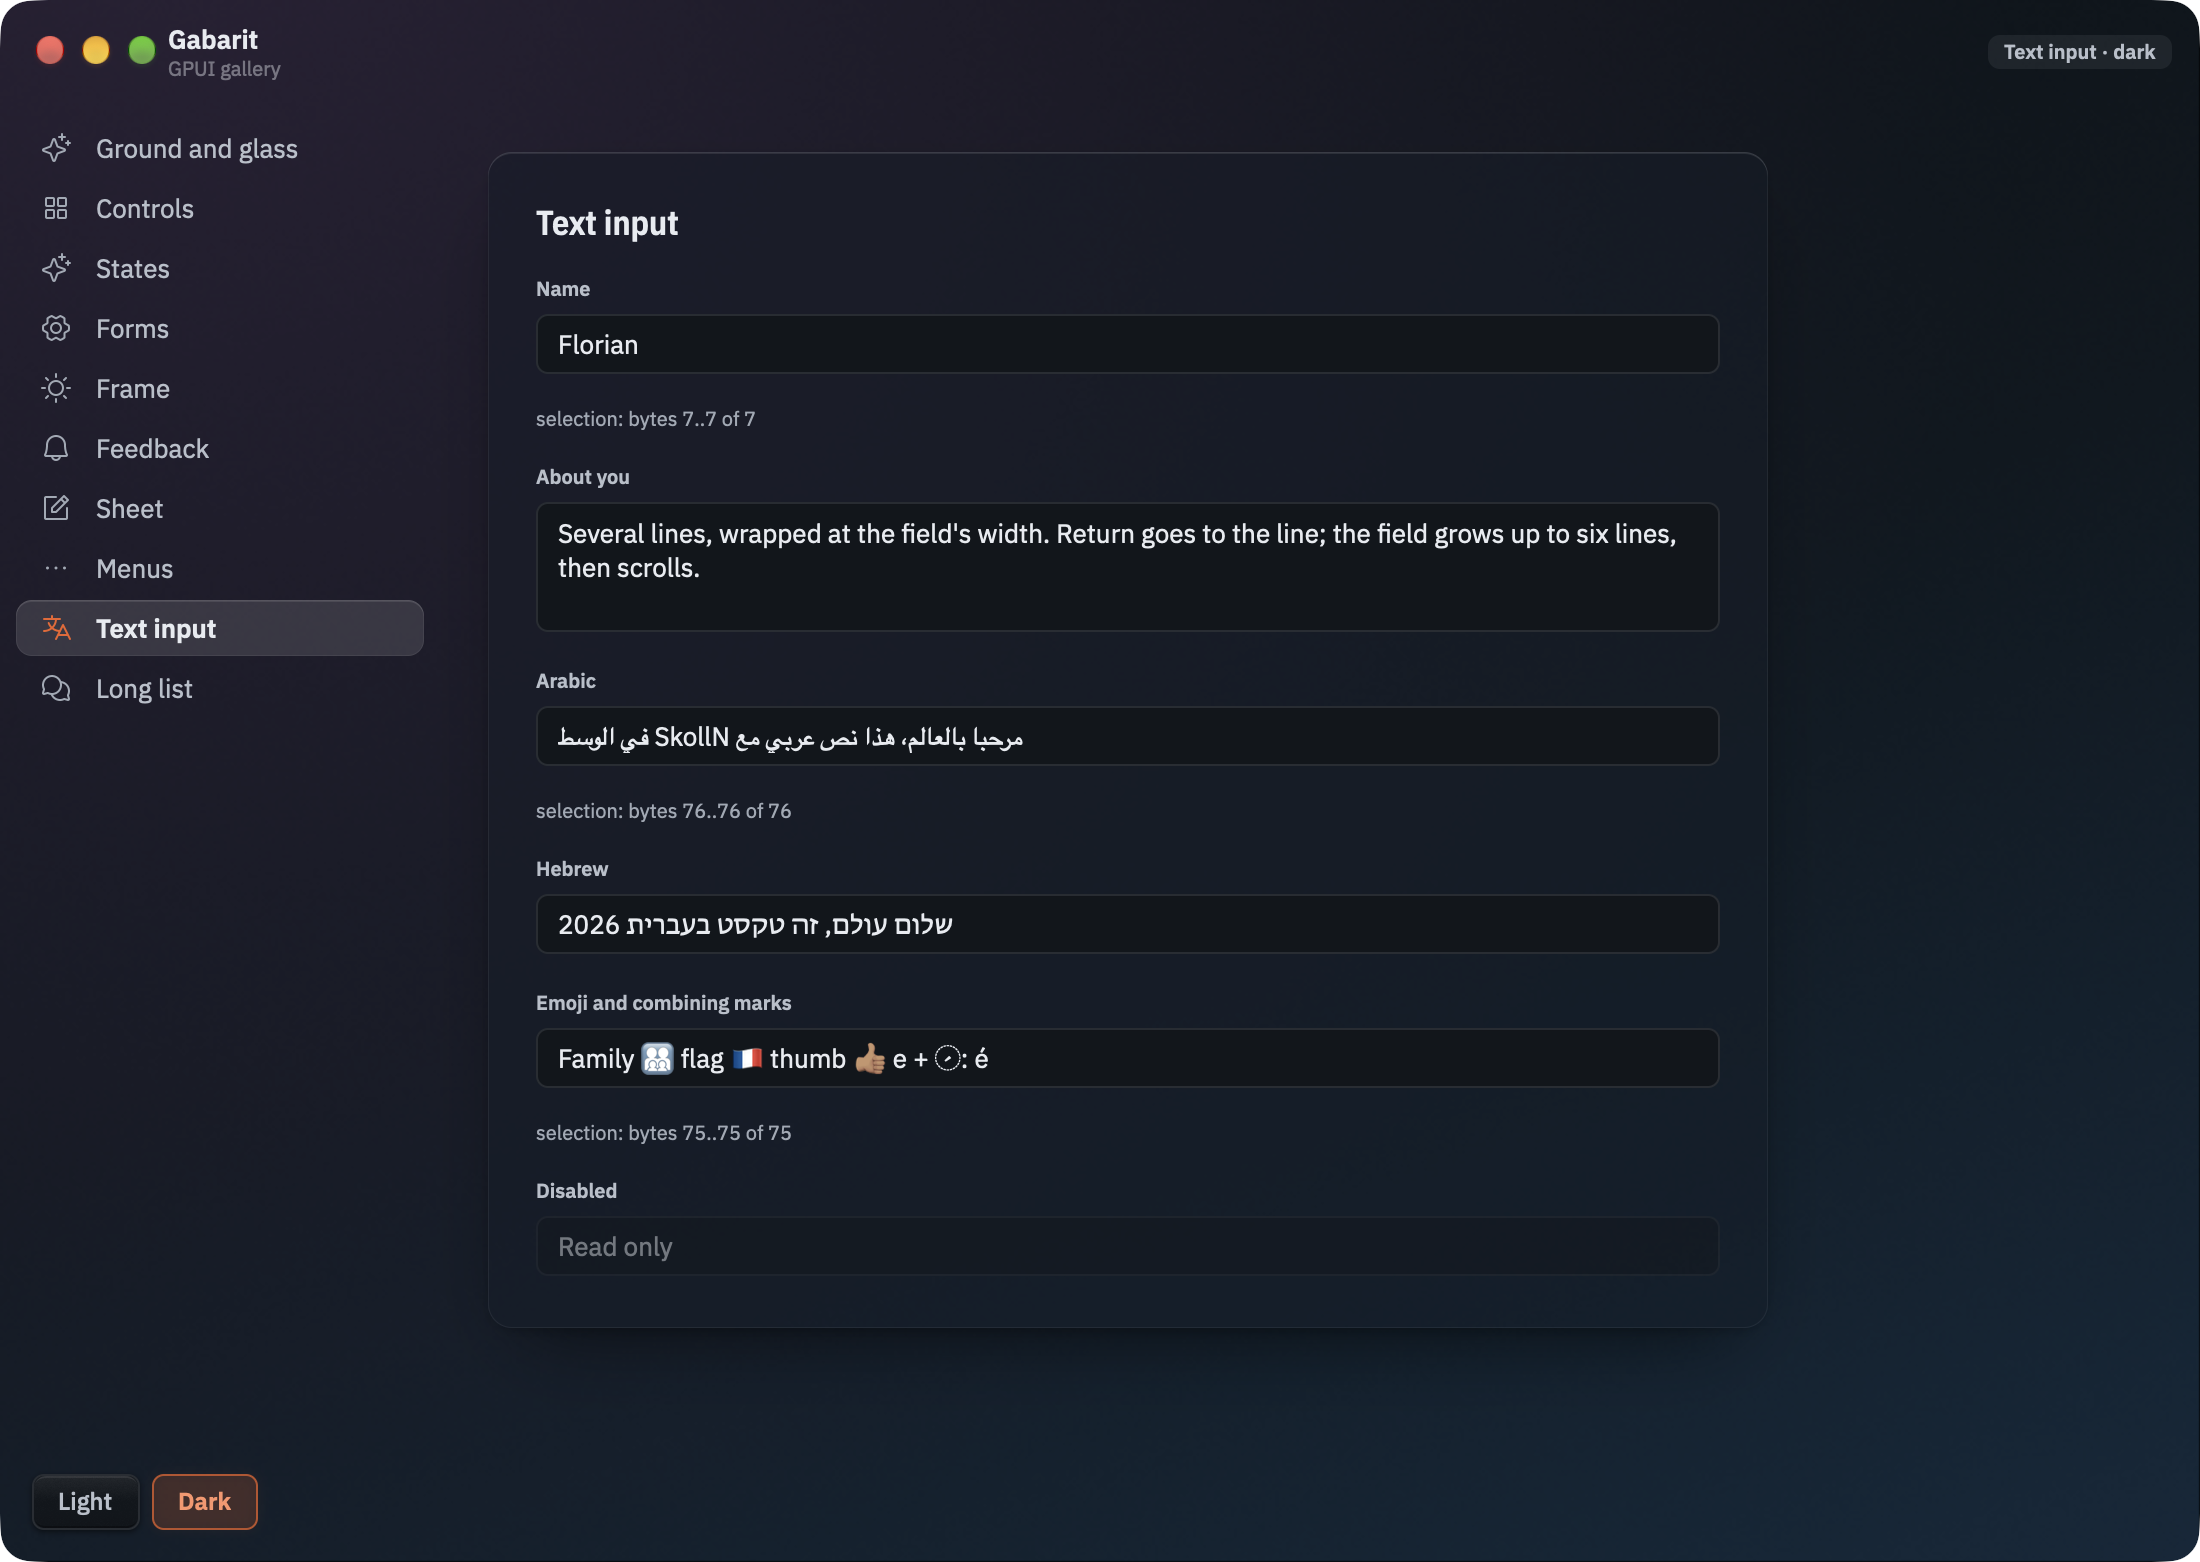 Gabarit
GPUI gallery
Text input · dark
Ground and glass
Controls
States
Forms
Frame
Feedback
Sheet
Menus
Text input
Long list
Text input
Name
Florian
selection: bytes 7..7 of 7
About you
Several lines, wrapped at the field's width. Return goes to the line; the field grows up to six lines,
then scrolls.
Arabic
مرحبا بالعالم، هذا نص عربي مع SkollN في الوسط
selection: bytes 76..76 of 76
Hebrew
שלום עולם, זה טקסט בעברית 2026
Emoji and combining marks
Family 👨‍👩‍👧‍👦 flag 🇫🇷 thumb 👍🏽 e + ◌́: é
selection: bytes 75..75 of 75
Disabled
Read only
Light
Dark